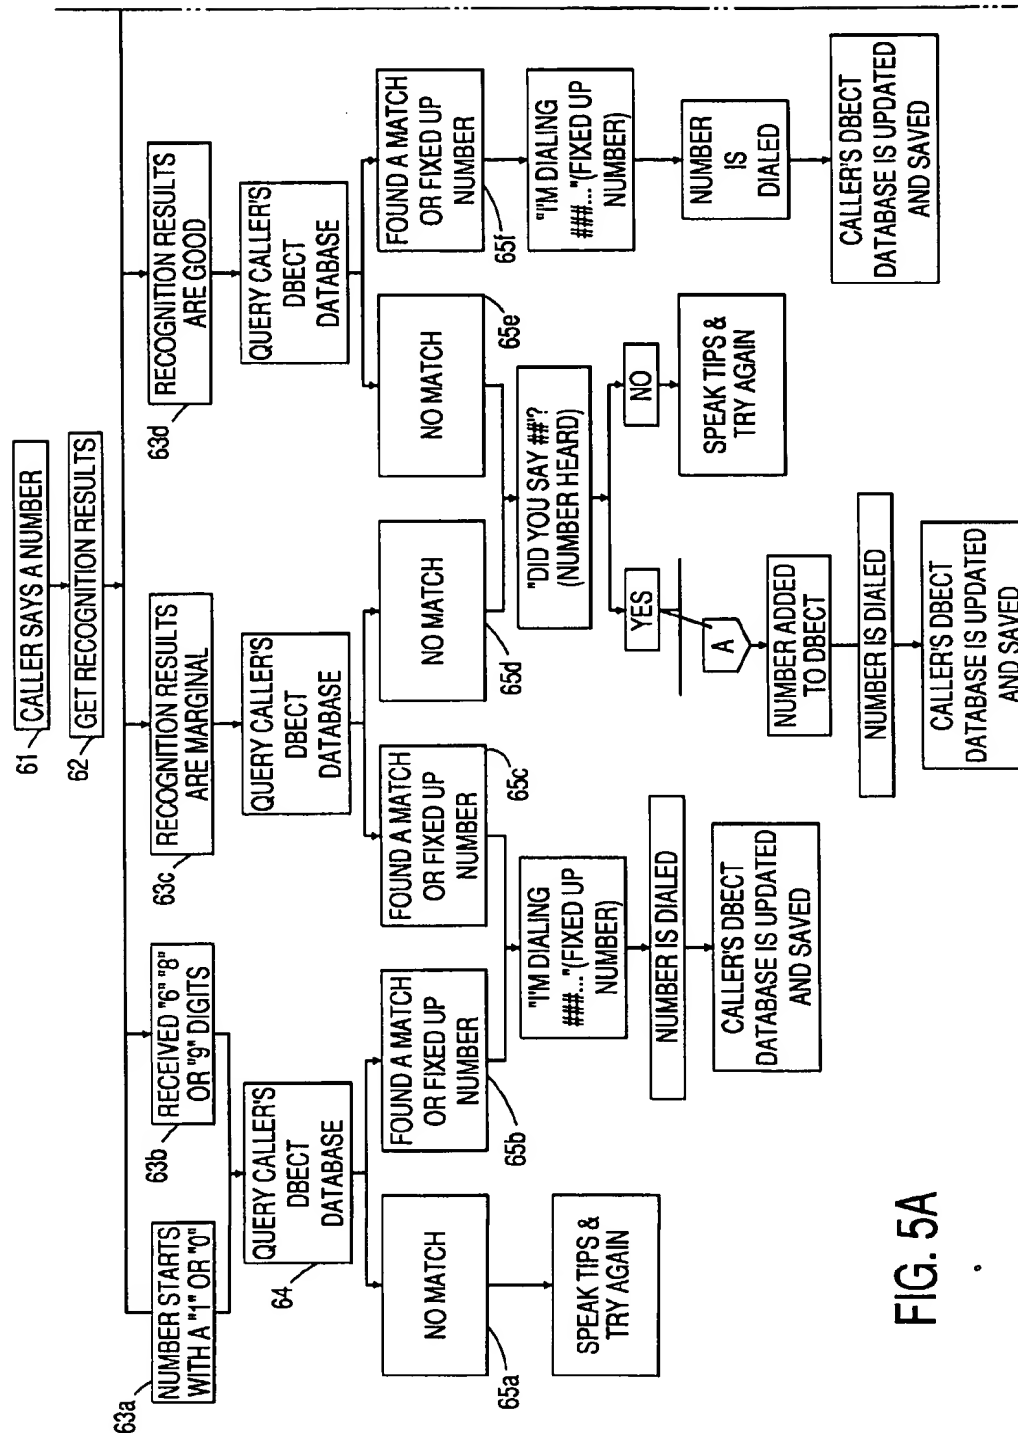 61
CALLER SAYS A NUMBER
62
GET RECOGNITION RESULTS
63a
NUMBER STARTS
WITH A "1" OR "0"
63b
RECEIVED "6" "8"
OR "9" DIGITS
63c
RECOGNITION RESULTS
ARE MARGINAL
63d
RECOGNITION RESULTS
ARE GOOD
64
QUERY CALLER'S
DBECT
DATABASE
QUERY CALLER'S
DBECT
DATABASE
QUERY CALLER'S
DBECT
DATABASE
65a
NO MATCH
65b
FOUND A MATCH
OR FIXED UP
NUMBER
65c
FOUND A MATCH
OR FIXED UP
NUMBER
65d
NO MATCH
65e
NO MATCH
65f
FOUND A MATCH
OR FIXED UP
NUMBER
SPEAK TIPS &
TRY AGAIN
"I'M DIALING
###..."(FIXED UP
NUMBER)
"DID YOU SAY ##'?
(NUMBER HEARD)
"I'M DIALING
###..."(FIXED UP
NUMBER)
NUMBER IS DIALED
YES
NO
NUMBER
IS
DIALED
CALLER'S DBECT
DATABASE IS UPDATED
AND SAVED
A
SPEAK TIPS &
TRY AGAIN
CALLER'S DBECT
DATABASE IS UPDATED
AND SAVED
NUMBER ADDED
TO DBECT
NUMBER IS DIALED
CALLER'S DBECT
DATABASE IS UPDATED
AND SAVED
FIG. 5A